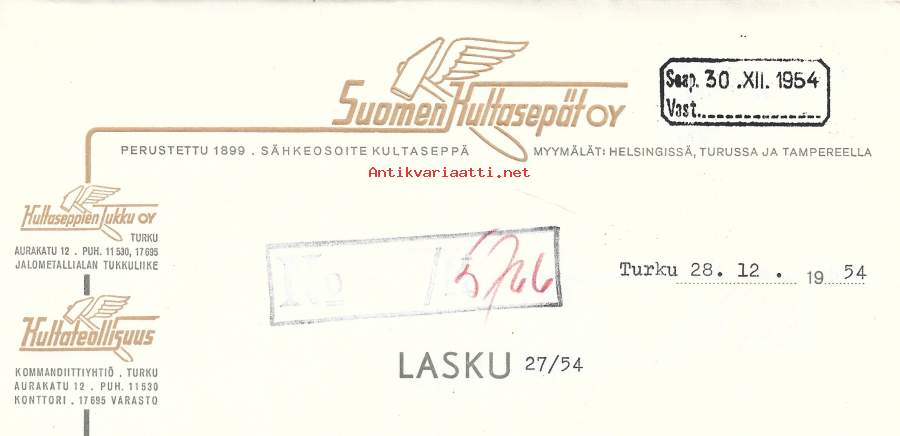 Suomen Kultasepät OY
Saap. 30 .XII. 1954
Vast.
PERUSTETTU 1899 . SÄHKEOSOITE KULTASEPPÄ
MYYMÄLÄT: HELSINGISSÄ, TURUSSA JA TAMPEREELLA
Antikvariaatti.net
Kultaseppien Tukku OY
TURKU
AURAKATU 12 . PUH. 11 530, 17 695
JALOMETALLIALAN TUKKULIIKE
No /
Turku 28. 12 . 19 54
Kultateollisuus
LASKU 27/54
KOMMANDIITTIYHTIÖ . TURKU
AURAKATU 12 . PUH. 11 530
KONTTORI . 17 695 VARASTO